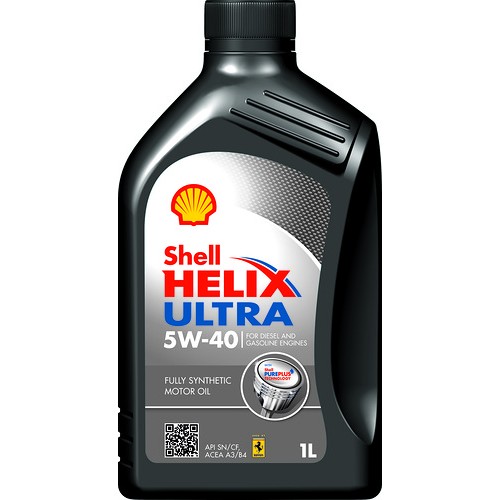 Shell
HELIX
ULTRA
5W-40
FOR DIESEL AND
GASOLINE ENGINES
Shell
PUREPLUS
TECHNOLOGY
FULLY SYNTHETIC
MOTOR OIL
API SN/CF,
ACEA A3/B4
1L